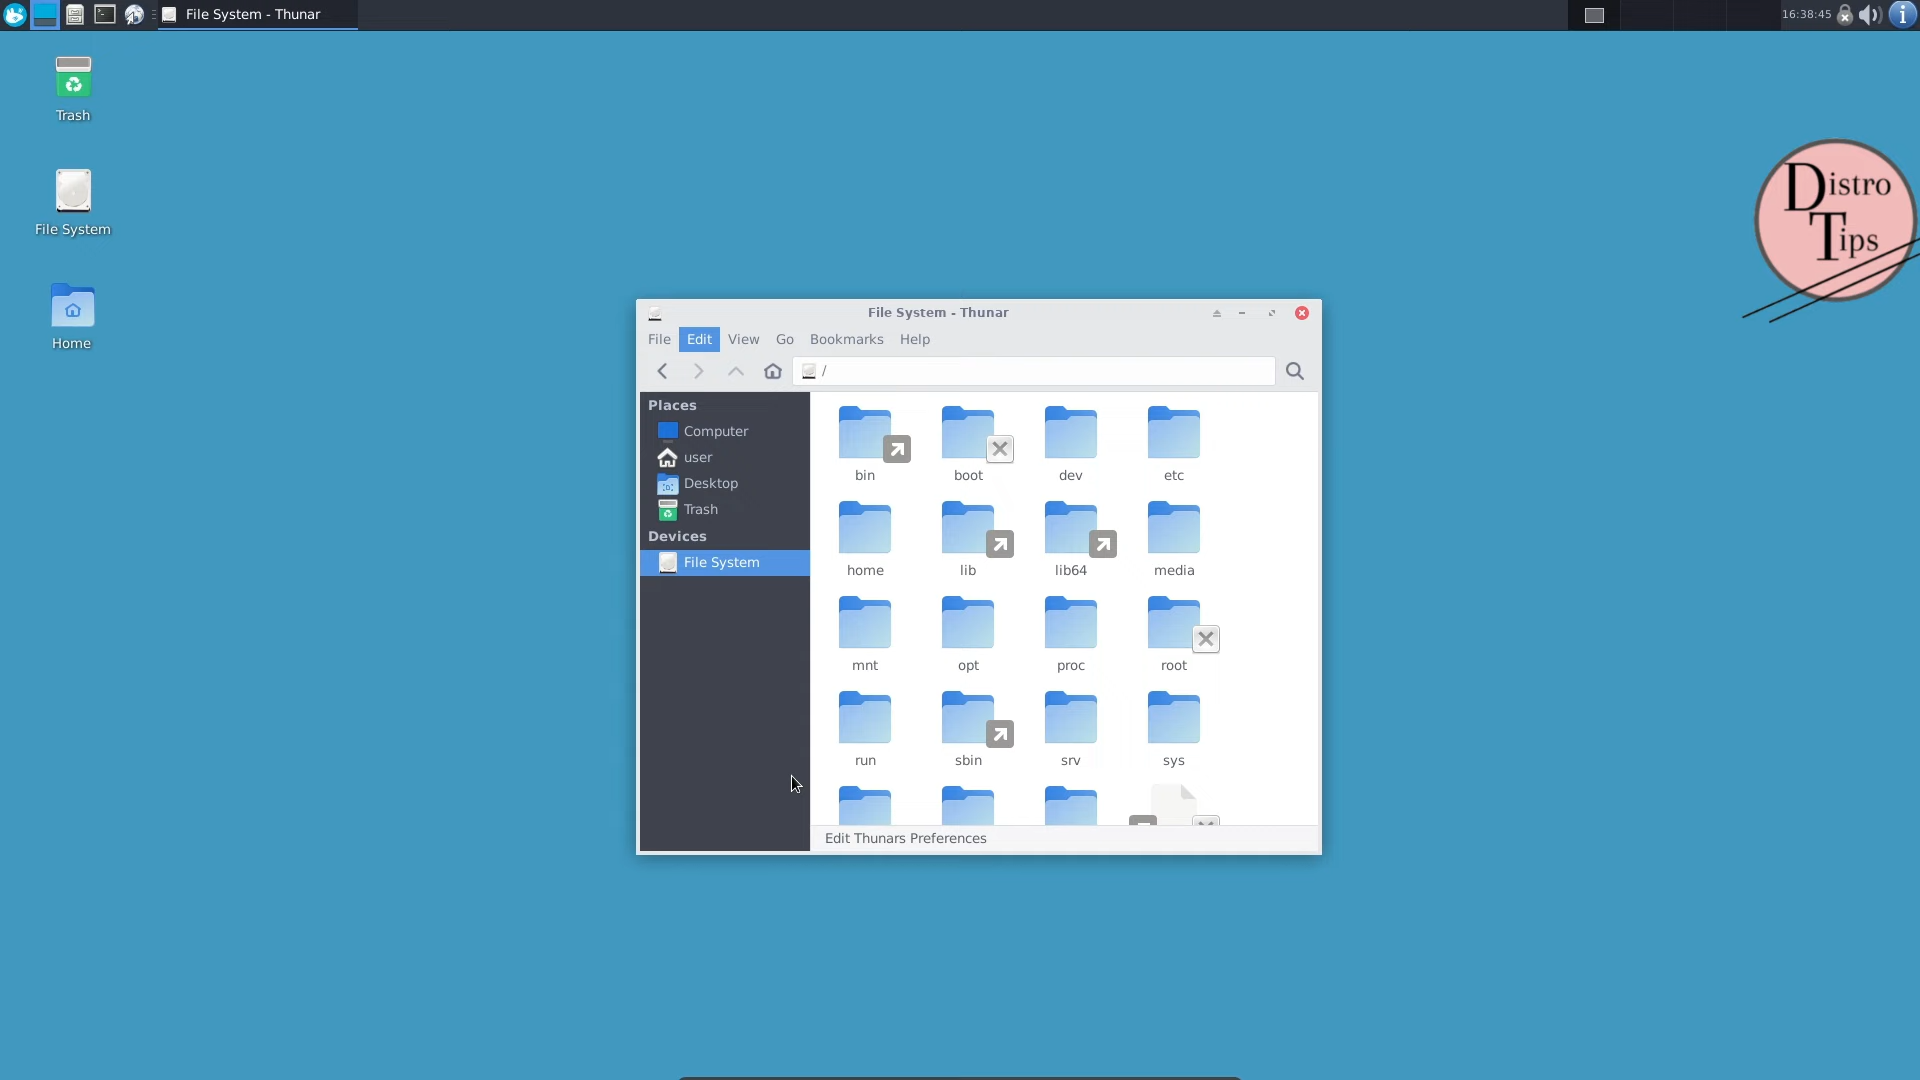 File System - Thunar
16:38:45
Trash
File System
Home
Distro
Tips
File System - Thunar
File Edit View Go Bookmarks Help
/
Places
Computer
user
Desktop
Trash
Devices
File System
bin boot dev etc
home lib lib64 media
mnt opt proc root
run sbin srv sys
Edit Thunars Preferences